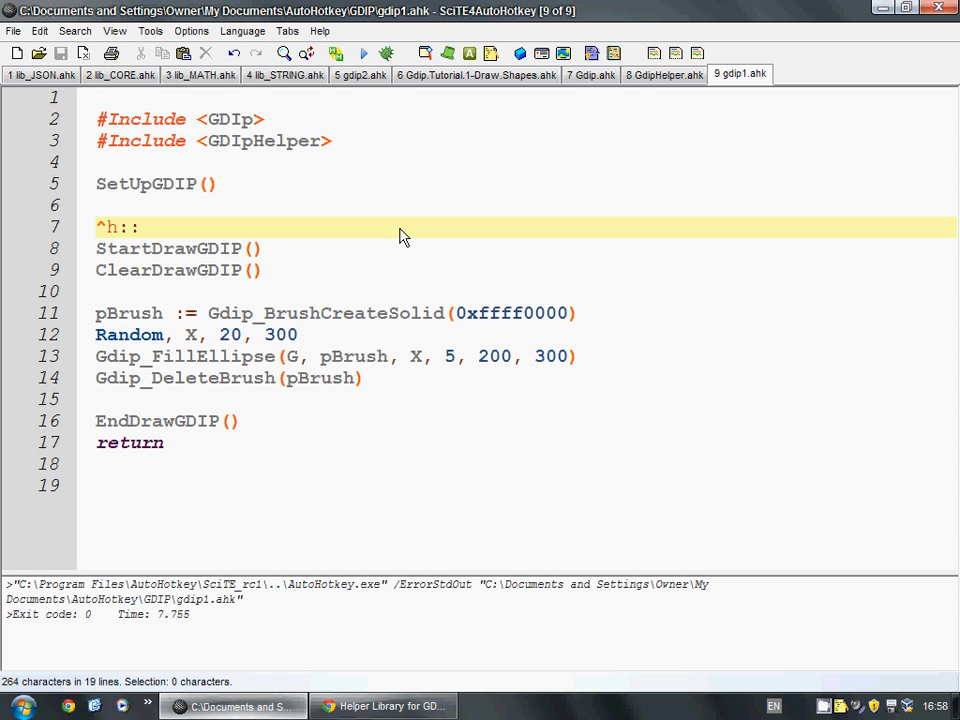 C:\Documents and Settings\Owner\My Documents\AutoHotkey\GDIP\gdip1.ahk - SciTE4AutoHotkey [9 of 9]
File Edit Search View Tools Options Language Tabs Help
1 lib_JSON.ahk 2 lib_CORE.ahk 3 lib_MATH.ahk 4 lib_STRING.ahk 5 gdip2.ahk 6 Gdip.Tutorial.1-Draw.Shapes.ahk 7 Gdip.ahk 8 GdipHelper.ahk 9 gdip1.ahk
1
2 #Include <GDIp>
3 #Include <GDIpHelper>
4
5 SetUpGDIP()
6
7 ^h::
8 StartDrawGDIP()
9 ClearDrawGDIP()
10
11 pBrush := Gdip_BrushCreateSolid(0xffff0000)
12 Random, X, 20, 300
13 Gdip_FillEllipse(G, pBrush, X, 5, 200, 300)
14 Gdip_DeleteBrush(pBrush)
15
16 EndDrawGDIP()
17 return
18
19
>"C:\Program Files\AutoHotkey\SciTE_rc1\..\AutoHotkey.exe" /ErrorStdOut "C:\Documents and Settings\Owner\My
Documents\AutoHotkey\GDIP\gdip1.ahk"
>Exit code: 0 Time: 7.755
264 characters in 19 lines. Selection: 0 characters.
» C:\Documents and S... Helper Library for GD... EN 16:58